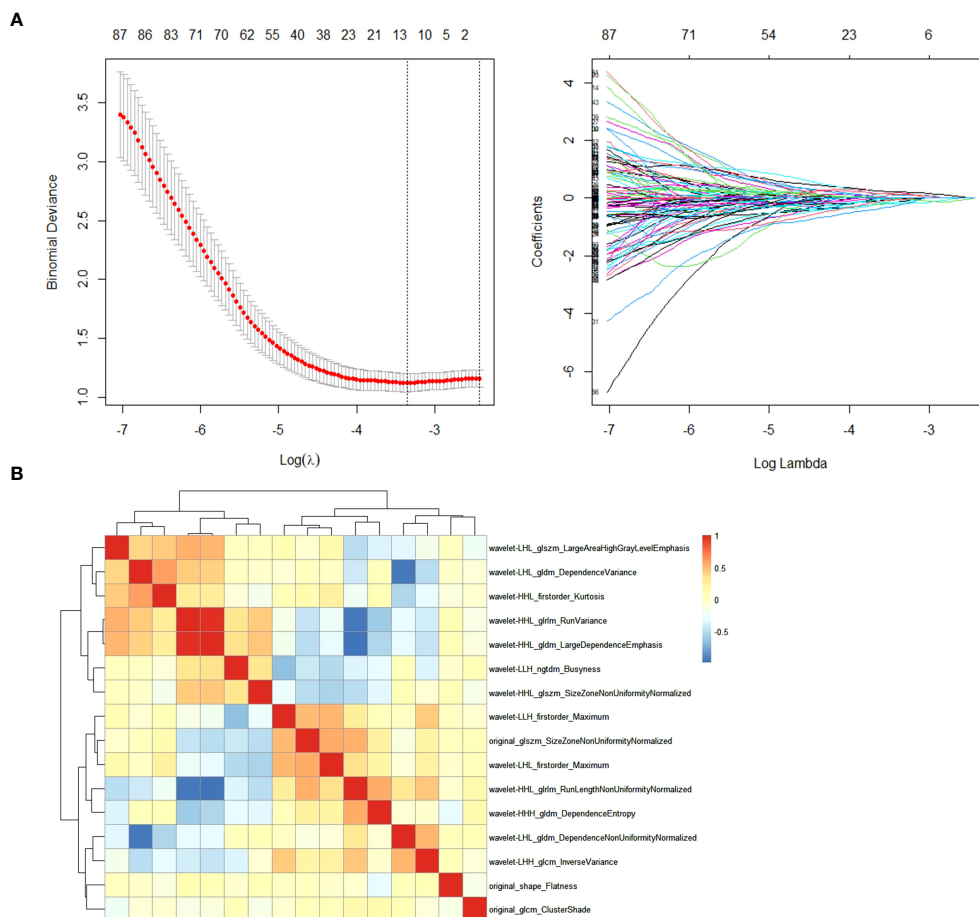 A
87 86 83 71 70 62 55 40 38 23 21 13 10 5 2
Binomial Deviance
3.5
3.0
2.5
2.0
1.5
1.0
-7 -6 -5 -4 -3
Log(λ)
87 71 54 23 6
Coefficients
4
2
0
-2
-4
-6
-7 -6 -5 -4 -3
Log Lambda
B
wavelet-LHL_glszm_LargeAreaHighGrayLevelEmphasis
wavelet-LHL_gldm_DependenceVariance
wavelet-HHL_firstorder_Kurtosis
wavelet-HHL_glrlm_RunVariance
wavelet-HHL_gldm_LargeDependenceEmphasis
wavelet-LLH_ngtdm_Busyness
wavelet-HHL_glszm_SizeZoneNonUniformityNormalized
wavelet-LLH_firstorder_Maximum
original_glszm_SizeZoneNonUniformityNormalized
wavelet-LHL_firstorder_Maximum
wavelet-HHL_glrlm_RunLengthNonUniformityNormalized
wavelet-HHH_gldm_DependenceEntropy
wavelet-LHL_gldm_DependenceNonUniformityNormalized
wavelet-LHH_glcm_InverseVariance
original_shape_Flatness
original_glcm_ClusterShade
1
0.5
0
-0.5